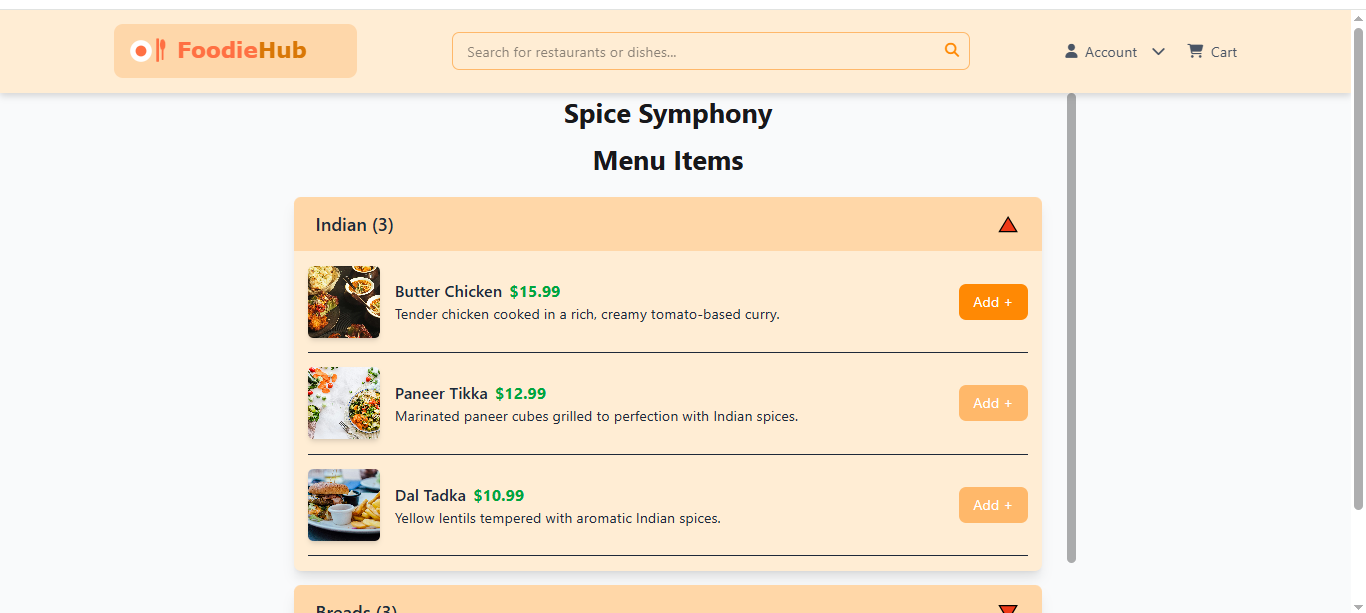 FoodieHub
Search for restaurants or dishes...
Account
Cart
Spice Symphony
Menu Items
Indian (3)
Butter Chicken $15.99
Tender chicken cooked in a rich, creamy tomato-based curry.
Add +
Paneer Tikka $12.99
Marinated paneer cubes grilled to perfection with Indian spices.
Add +
Dal Tadka $10.99
Yellow lentils tempered with aromatic Indian spices.
Add +
Breads (3)